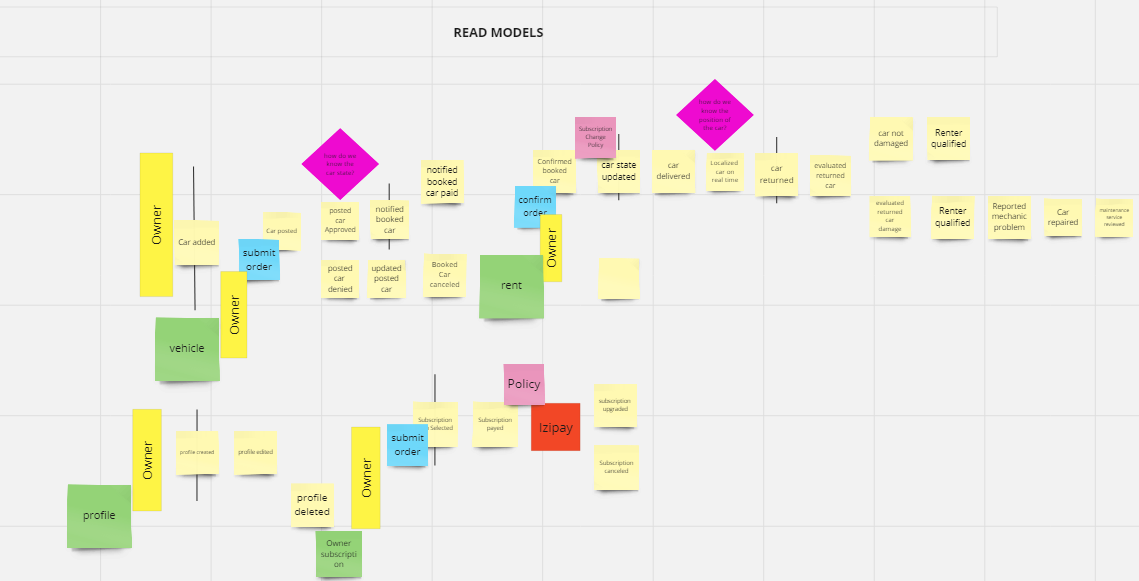 READ MODELS
How do we
know the
position of
the car?
Subscription
Change
Policy
car not
damaged
Renter
qualified
How do we
know the
car state?
notified
booked
car paid
Confirmed
booked
car
car state
updated
car
delivered
Localized
car on
real time
car
returned
evaluated
returned
car
Owner
Car added
Car posted
posted
car
Approved
notified
booked
car
confirm
order
evaluated
returned
car
damage
Renter
qualified
Reported
mechanic
problem
Car
repaired
maintenance
service
reviewed
submit
order
Owner
posted
car
denied
updated
posted
car
Booked
Car
canceled
rent
Owner
vehicle
Policy
Izipay
subscription
upgraded
Owner
profile created
profile edited
Subscription
Selected
Subscription
payed
submit
order
Owner
Subscription
canceled
profile
profile
deleted
Owner
subscripti
on